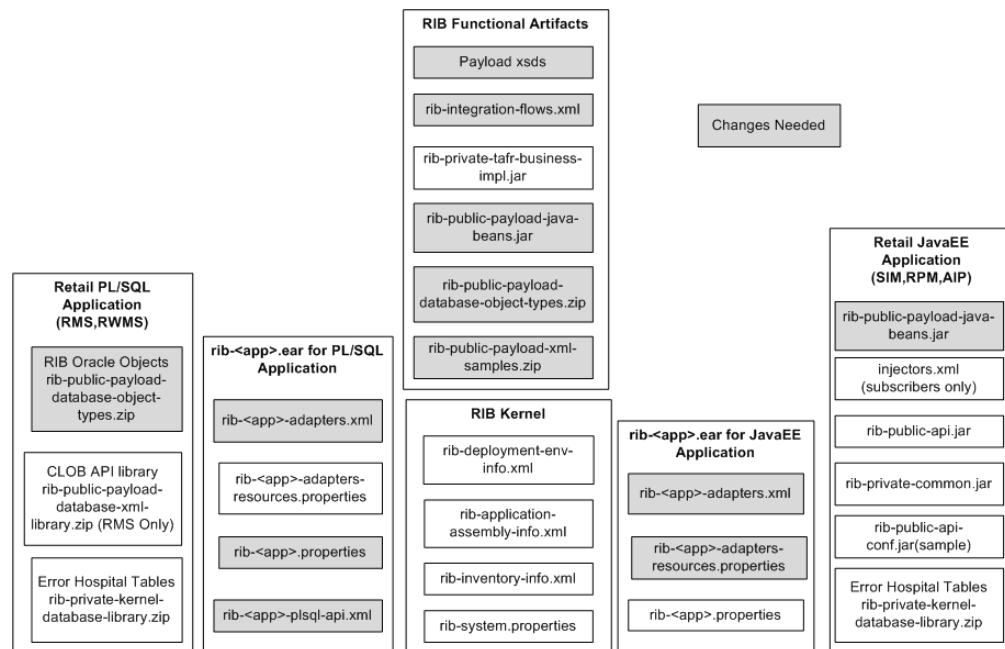 RIB Functional Artifacts
Payload xsds
rib-integration-flows.xml
rib-private-tafr-business-
impl.jar
rib-public-payload-java-
beans.jar
rib-public-payload-
database-object-types.zip
rib-public-payload-xml-
samples.zip
Changes Needed
Retail PL/SQL
Application
(RMS,RWMS)
RIB Oracle Objects
rib-public-payload-
database-object-
types.zip
CLOB API library
rib-public-payload-
database-xml-
library.zip (RMS Only)
Error Hospital Tables
rib-private-kernel-
database-library.zip
rib-<app>.ear for PL/SQL
Application
rib-<app>-adapters.xml
rib-<app>-adapters-
resources.properties
rib-<app>.properties
rib-<app>-plsql-api.xml
RIB Kernel
rib-deployment-env-
info.xml
rib-application-
assembly-info.xml
rib-inventory-info.xml
rib-system.properties
rib-<app>.ear for JavaEE
Application
rib-<app>-adapters.xml
rib-<app>-adapters-
resources.properties
rib-<app>.properties
Retail JavaEE
Application
(SIM,RPM,AIP)
rib-public-payload-java-
beans.jar
injectors.xml
(subscribers only)
rib-public-api.jar
rib-private-common.jar
rib-public-api-
conf.jar(sample)
Error Hospital Tables
rib-private-kernel-
database-library.zip